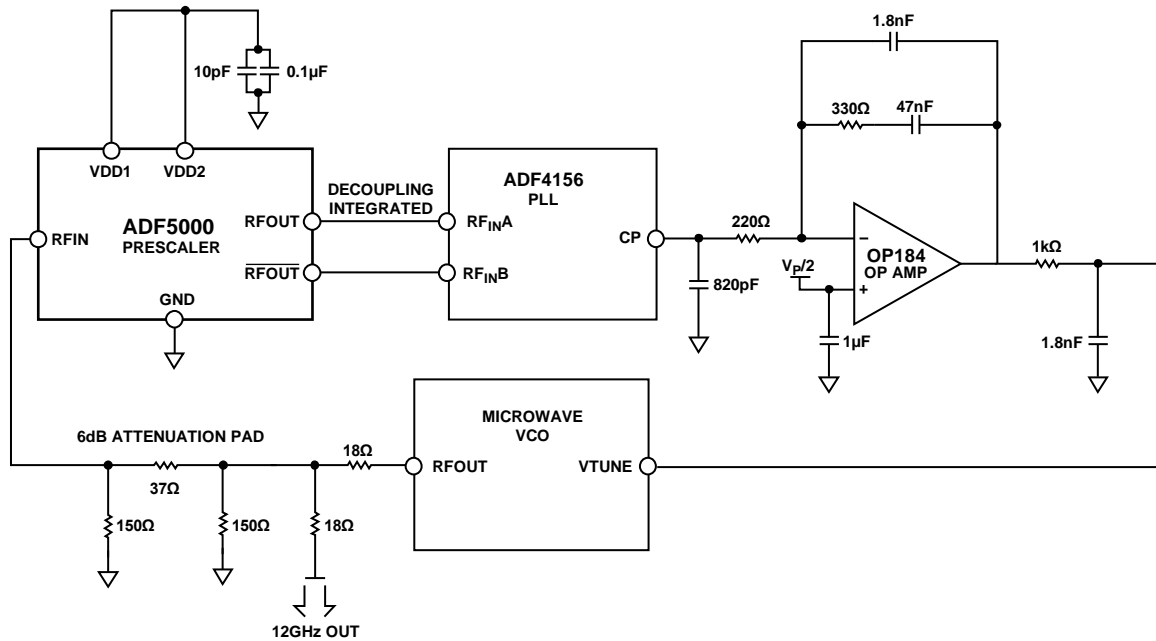 1.8nF
10pF
0.1µF
330Ω
47nF
VDD1
VDD2
ADF5000
PRESCALER
RFIN
RFOUT
RFOUT
GND
DECOUPLING
INTEGRATED
ADF4156
PLL
RFINA
RFINB
CP
220Ω
820pF
VP/2
1µF
−
+
OP184
OP AMP
1kΩ
1.8nF
6dB ATTENUATION PAD
37Ω
150Ω
150Ω
18Ω
18Ω
12GHz OUT
MICROWAVE
VCO
RFOUT
VTUNE